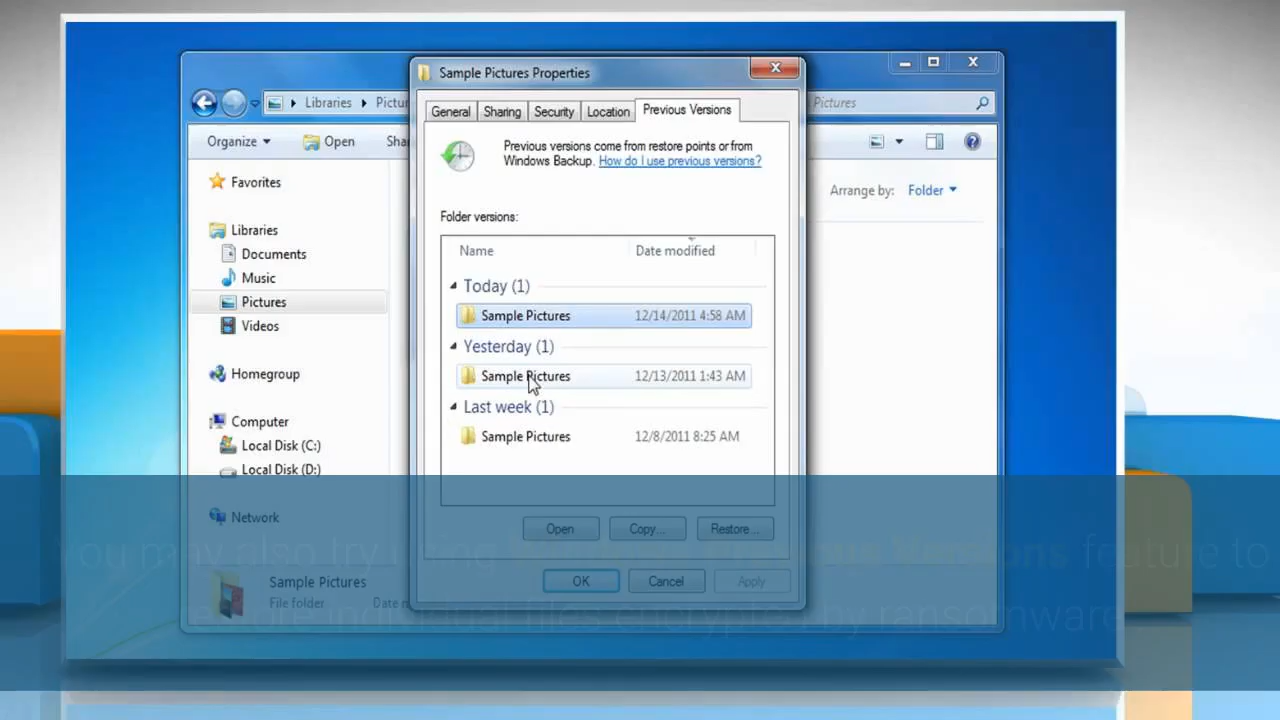 Sample Pictures Properties
Libraries
Pictur
Pictures
General Sharing Security Location Previous Versions
Organize
Open
Shar
Previous versions come from restore points or from
Windows Backup. How do I use previous versions?
Favorites
Arrange by: Folder
Folder versions:
Libraries
Documents
Music
Pictures
Videos
Homegroup
Computer
Local Disk (C:)
Local Disk (D:)
Network
Name Date modified
Today (1)
Sample Pictures 12/14/2011 4:58 AM
Yesterday (1)
Sample Pictures 12/13/2011 1:43 AM
Last week (1)
Sample Pictures 12/8/2011 8:25 AM
Open Copy... Restore...
OK Cancel Apply
Sample Pictures
File folder Date m
You may also try using Previous Versions feature to
individual files encrypted by ransomware